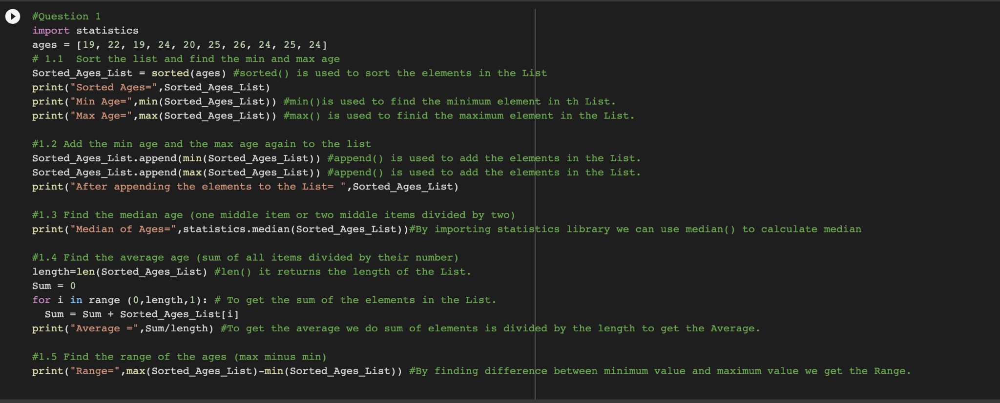 #Question 1
import statistics
ages = [19, 22, 19, 24, 20, 25, 26, 24, 25, 24]
# 1.1  Sort the list and find the min and max age
Sorted_Ages_List = sorted(ages) #sorted() is used to sort the elements in the List
print("Sorted Ages=",Sorted_Ages_List)
print("Min Age=",min(Sorted_Ages_List)) #min()is used to find the minimum element in th List.
print("Max Age=",max(Sorted_Ages_List)) #max() is used to finid the maximum element in the List.
#1.2 Add the min age and the max age again to the list
Sorted_Ages_List.append(min(Sorted_Ages_List)) #append() is used to add the elements in the List.
Sorted_Ages_List.append(max(Sorted_Ages_List)) #append() is used to add the elements in the List.
print("After appending the elements to the List= ",Sorted_Ages_List)
#1.3 Find the median age (one middle item or two middle items divided by two)
print("Median of Ages=",statistics.median(Sorted_Ages_List))#By importing statistics library we can use median() to calculate median
#1.4 Find the average age (sum of all items divided by their number)
length=len(Sorted_Ages_List) #len() it returns the length of the List.
Sum = 0
for i in range (0,length,1): # To get the sum of the elements in the List.
  Sum = Sum + Sorted_Ages_List[i]
print("Average =",Sum/length) #To get the average we do sum of elements is divided by the length to get the Average.
#1.5 Find the range of the ages (max minus min)
print("Range=",max(Sorted_Ages_List)-min(Sorted_Ages_List)) #By finding difference between minimum value and maximum value we get the Range.